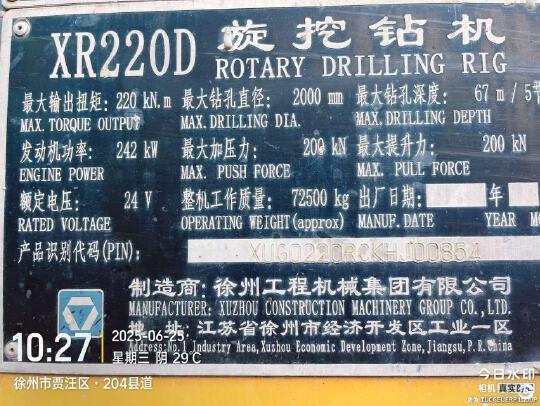 XR220D 旋挖钻机
ROTARY DRILLING RIG
最大输出扭矩: 220 kN.m 最大钻孔直径: 2000 mm 最大钻孔深度: 67 m / 5节
MAX. TORQUE OUTPUT MAX. DRILLING DIA. MAX. DRILLING DEPTH
发动机功率: 242 kW 最大加压力: 200 kN 最大提升力: 200 kN
ENGINE POWER MAX. PUSH FORCE MAX. PULL FORCE
额定电压: 24 V 整机工作质量: 72500 kg 出厂日期: 年
RATED VOLTAGE OPERATING WEIGHT (approx) MANUF. DATE YEAR MO
产品识别代码(PIN): XUG0220RCKHJ00854
制造商: 徐州工程机械集团有限公司
MANUFACTURER: XUZHOU CONSTRUCTION MACHINERY GROUP CO., LTD.
地 址: 江苏省徐州市经济开发区工业一区
Address: No.1 Industry Area, Xuzhou Economic Development Zone, Jiangsu, P.R. China
10:27
2025-06-25
星期三 阴 29℃
徐州市贾汪区·204县道
今日水印
相机 真实